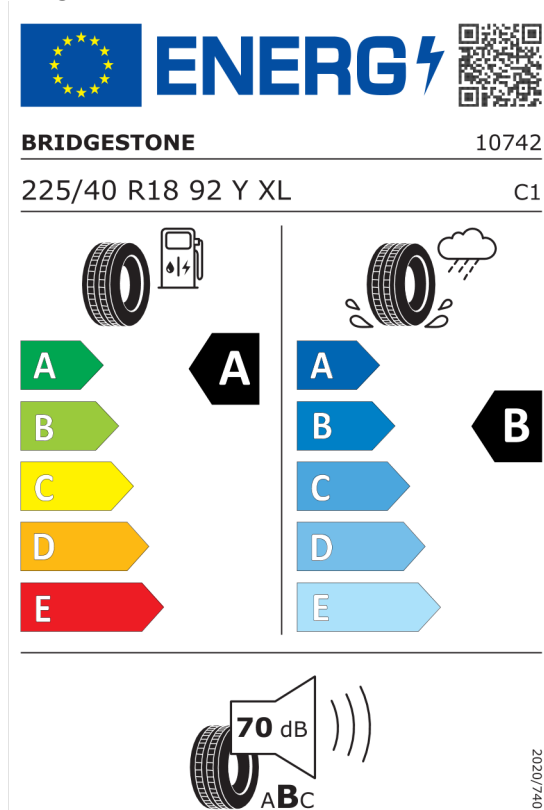 ENERG
BRIDGESTONE 10742
225/40 R18 92 Y XL C1
A A A
B B B
C C
D D
E E
70 dB
ABC
2020/740